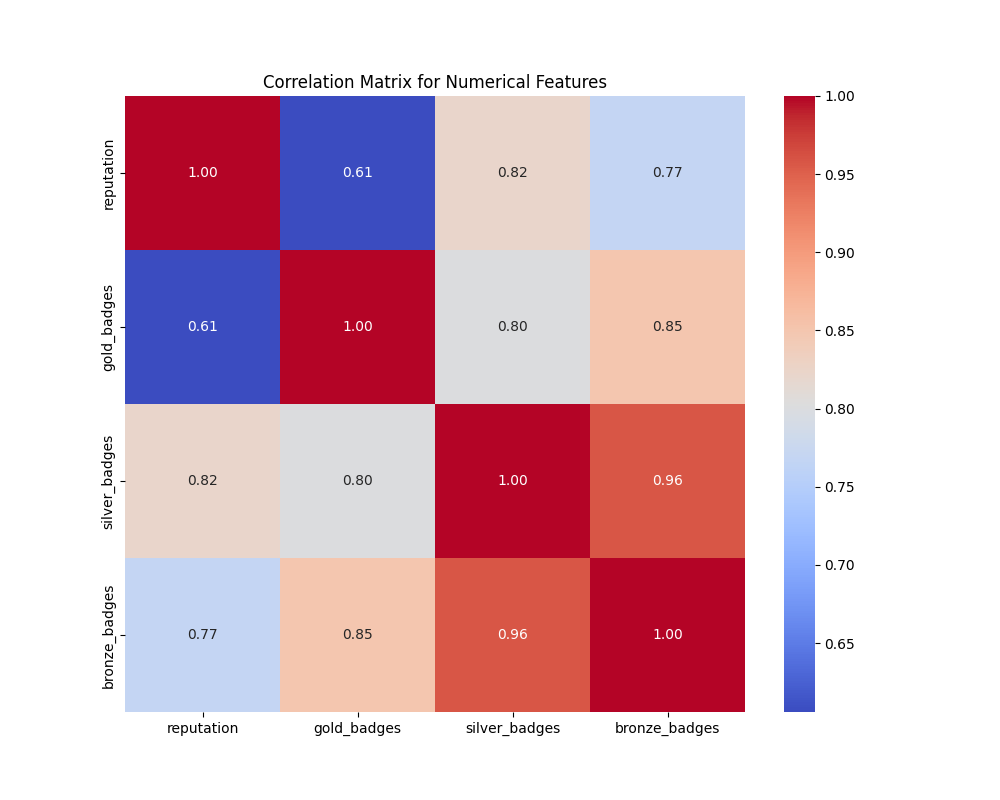 Correlation Matrix for Numerical Features
reputation
1.00
0.61
0.82
0.77
gold_badges
0.61
1.00
0.80
0.85
silver_badges
0.82
0.80
1.00
0.96
bronze_badges
0.77
0.85
0.96
1.00
reputation
gold_badges
silver_badges
bronze_badges
1.00
0.95
0.90
0.85
0.80
0.75
0.70
0.65